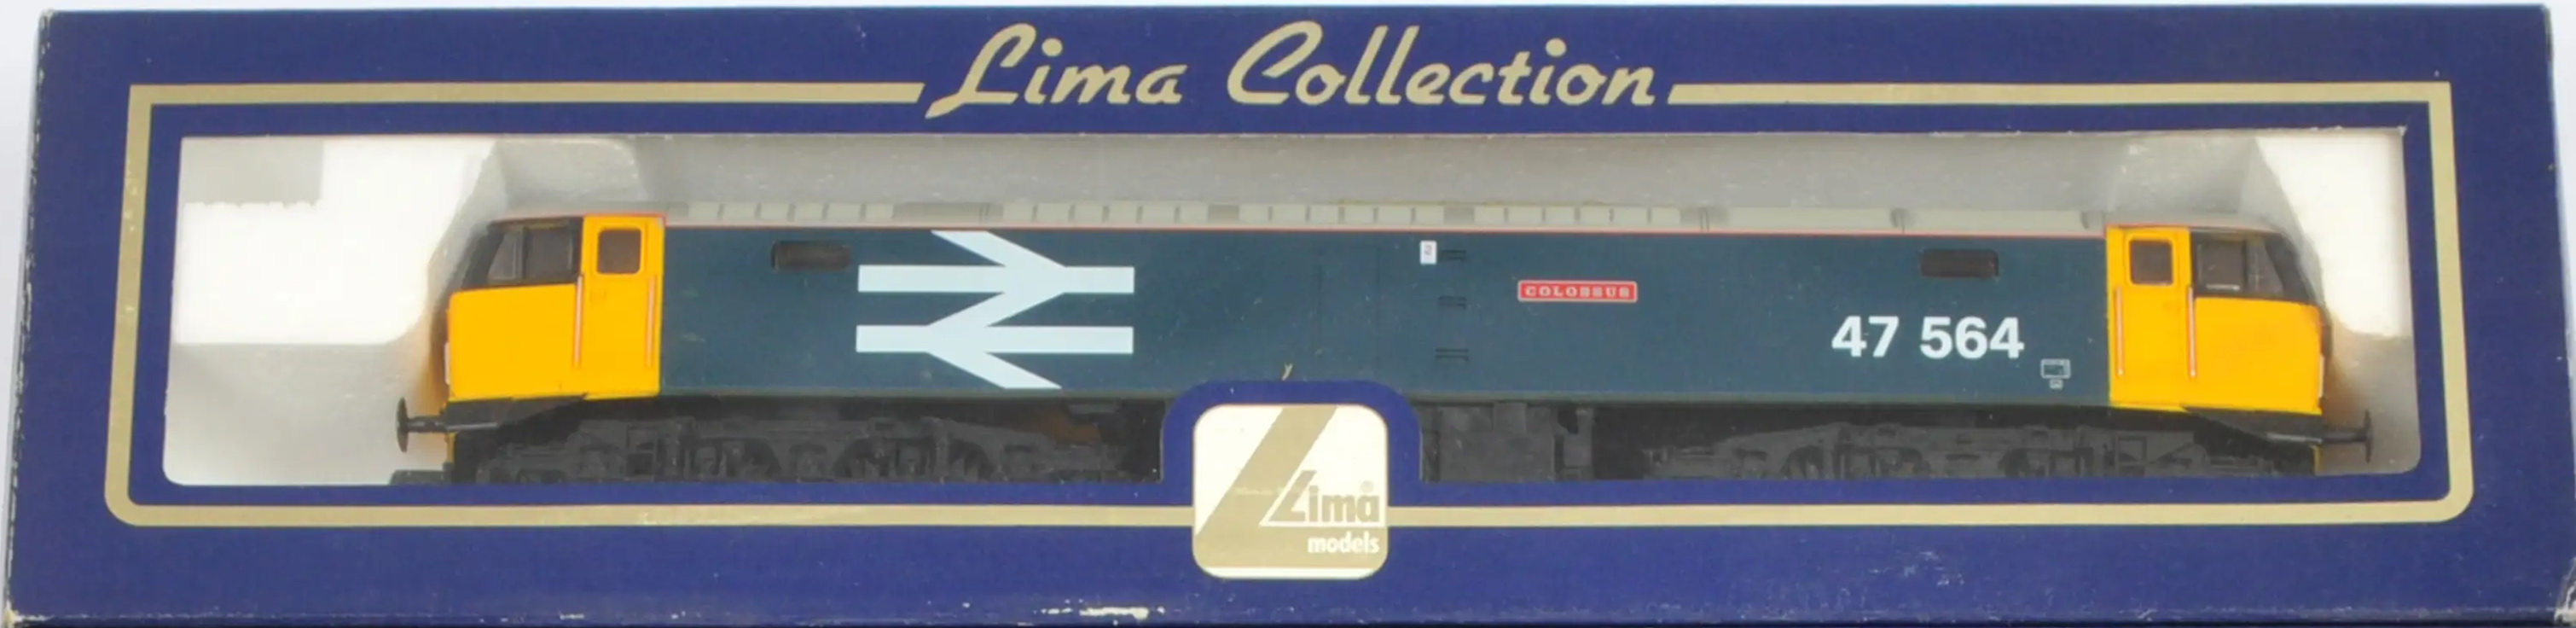 Lima Collection
COLOSSUS
47 564
Lima®
models